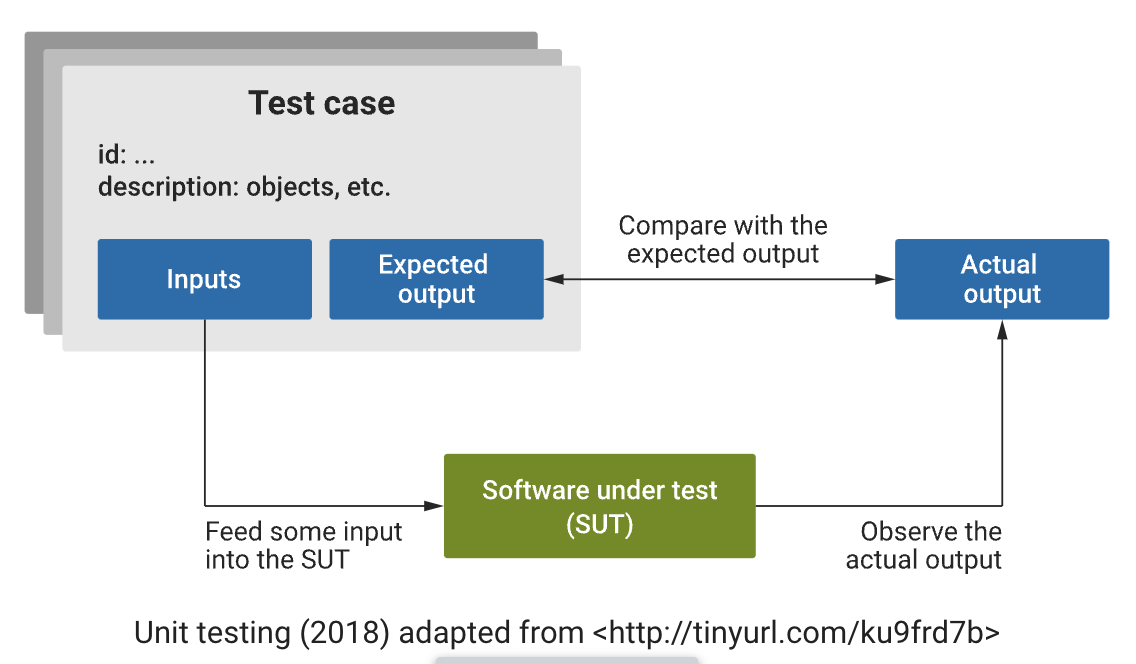 Test case
id: ...
description: objects, etc.
Inputs
Expected
output
Compare with the
expected output
Actual
output
Software under test
(SUT)
Feed some input
into the SUT
Observe the
actual output
Unit testing (2018) adapted from <http://tinyurl.com/ku9frd7b>